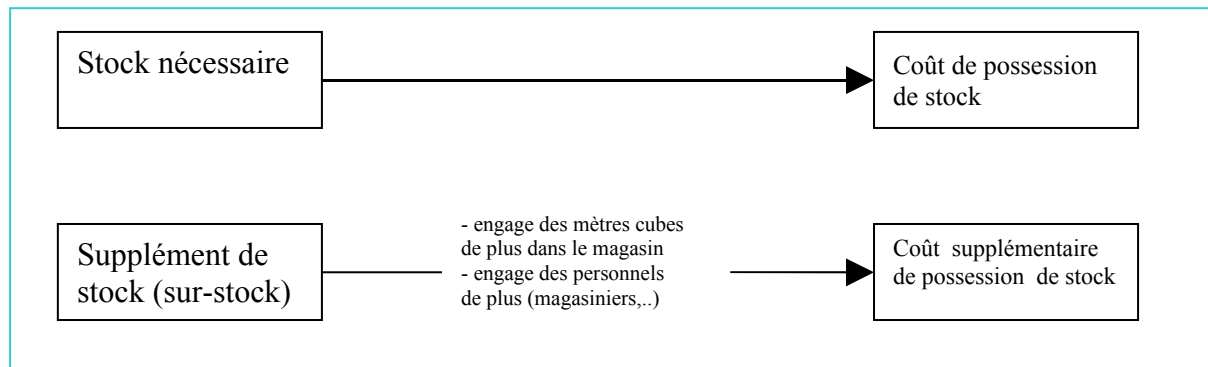 Stock nécessaire
Coût de possession
de stock
Supplément de
stock (sur-stock)
- engage des mètres cubes
de plus dans le magasin
- engage des personnels
de plus (magasiniers,..)
Coût supplémentaire
de possession de stock